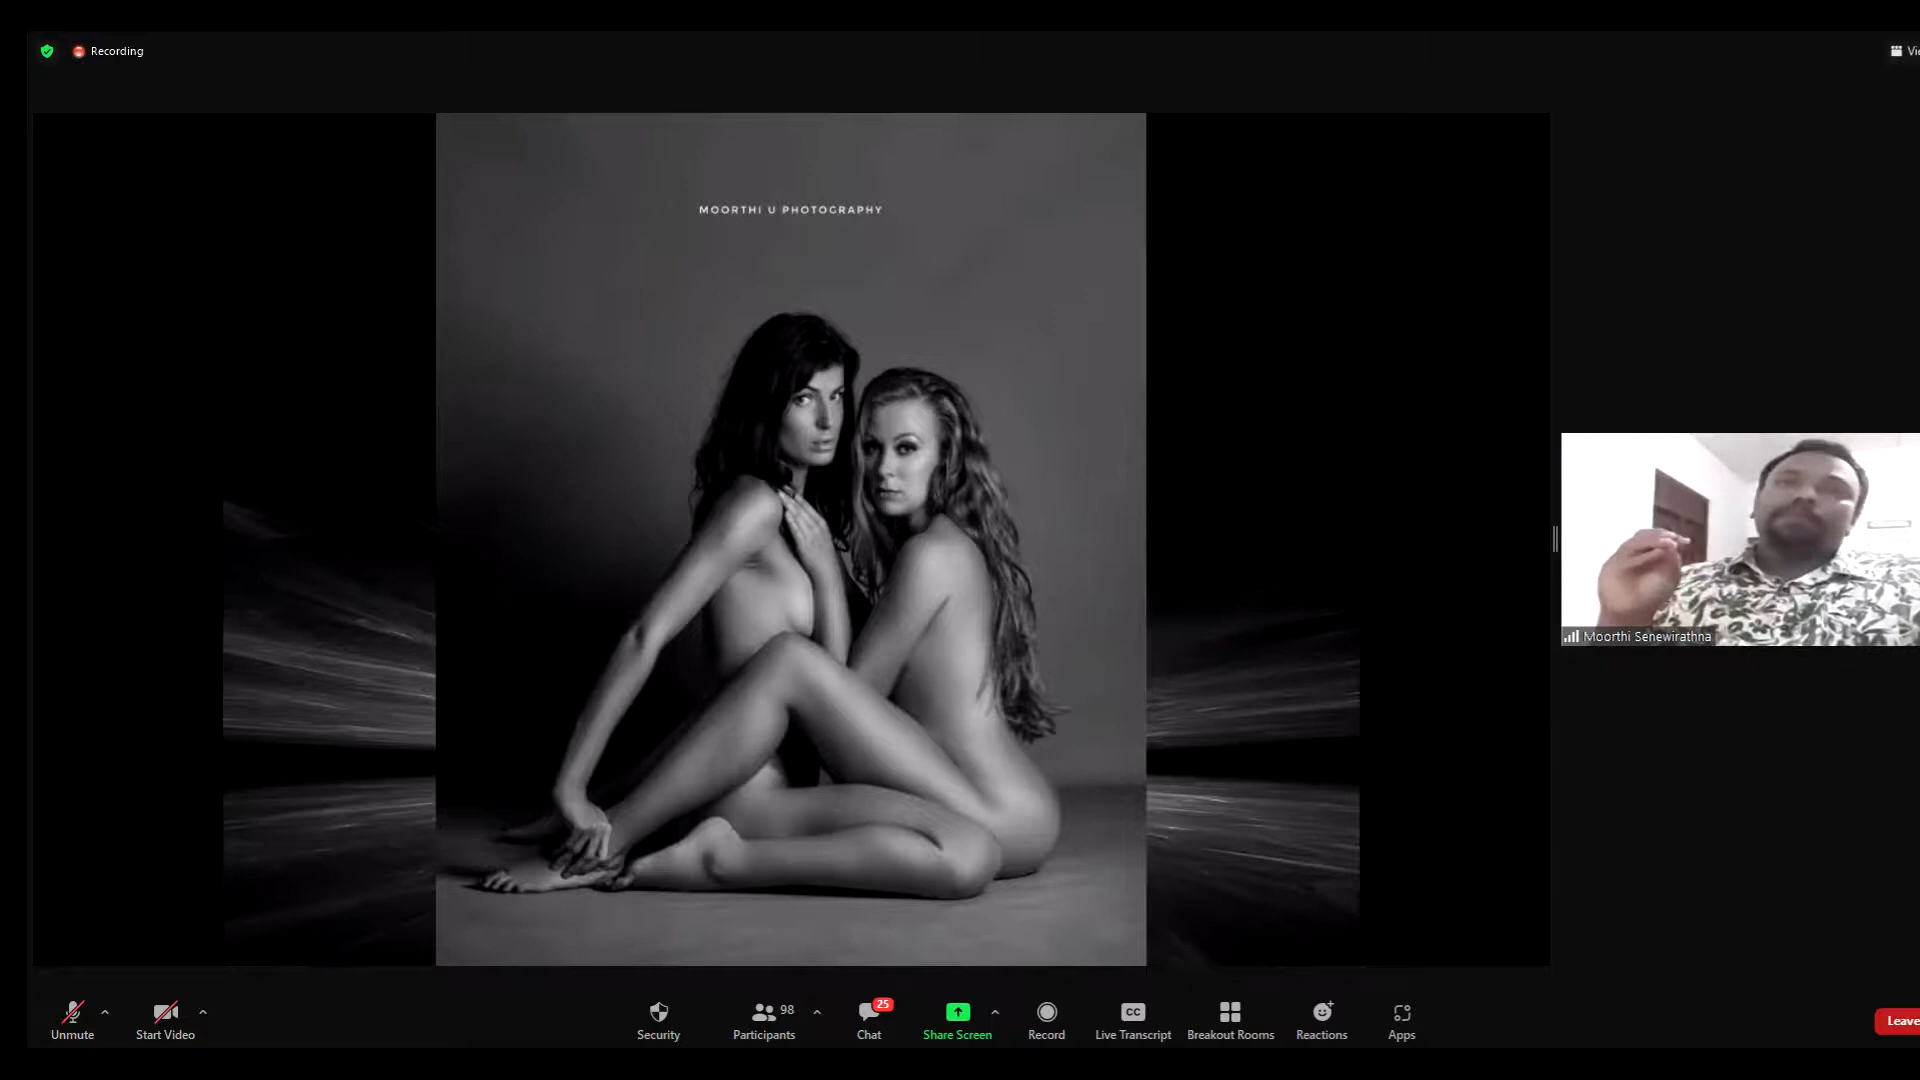 Recording
Vie
MOORTHI U PHOTOGRAPHY
Moorthi Senewirathna
Unmute
Start Video
Security
98
Participants
25
Chat
Share Screen
Record
CC
Live Transcript
Breakout Rooms
Reactions
Apps
Leave